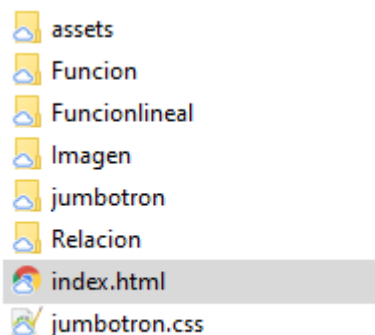 assets
Funcion
Funcionlineal
Imagen
jumbotron
Relacion
index.html
jumbotron.css